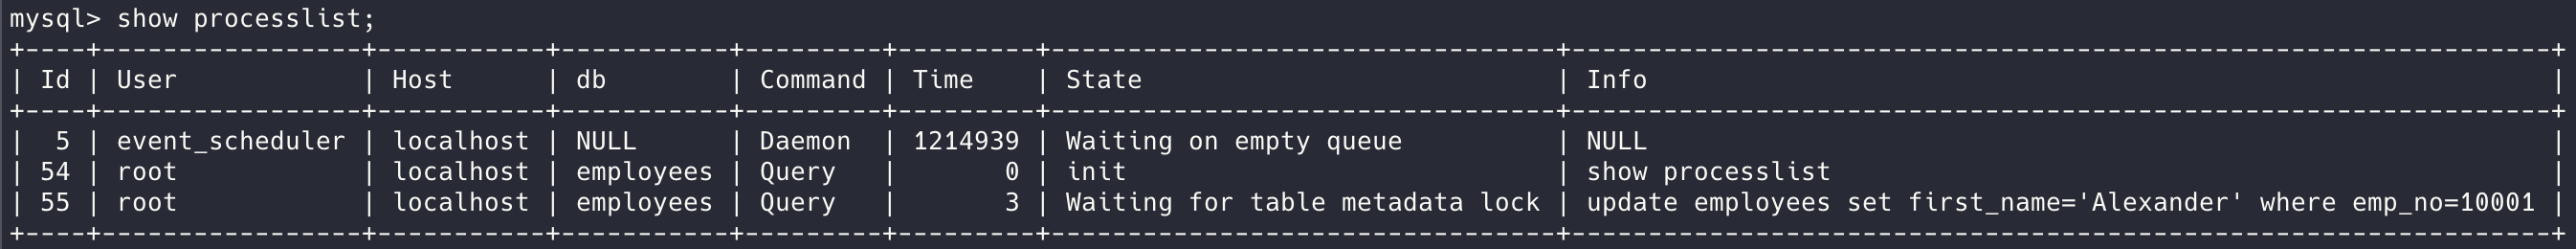 mysql> show processlist;
+----+-----------------+-----------+-----------+---------+---------+---------------------------------+----------------------------------------------------------------+
| Id | User            | Host      | db        | Command | Time    | State                           | Info                                                           |
+----+-----------------+-----------+-----------+---------+---------+---------------------------------+----------------------------------------------------------------+
|  5 | event_scheduler | localhost | NULL      | Daemon  | 1214939 | Waiting on empty queue          | NULL                                                           |
| 54 | root            | localhost | employees | Query   |       0 | init                            | show processlist                                               |
| 55 | root            | localhost | employees | Query   |       3 | Waiting for table metadata lock | update employees set first_name='Alexander' where emp_no=10001 |
+----+-----------------+-----------+-----------+---------+---------+---------------------------------+----------------------------------------------------------------+